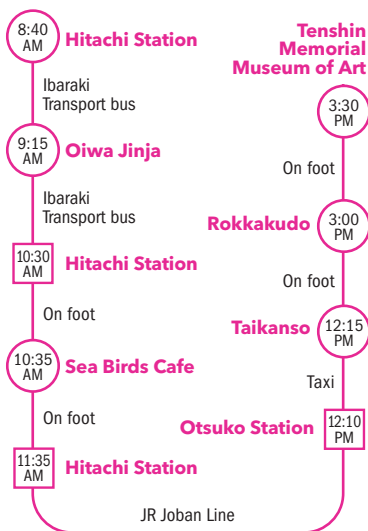 8:40
AM
Hitachi Station
Ibaraki
Transport bus
9:15
AM
Oiwa Jinja
Ibaraki
Transport bus
10:30
AM
Hitachi Station
On foot
10:35
AM
Sea Birds Cafe
On foot
11:35
AM
Hitachi Station
JR Joban Line
Otsuko Station
12:10
PM
Taxi
Taikanso
12:15
PM
On foot
Rokkakudo
3:00
PM
On foot
Tenshin
Memorial
Museum of Art
3:30
PM